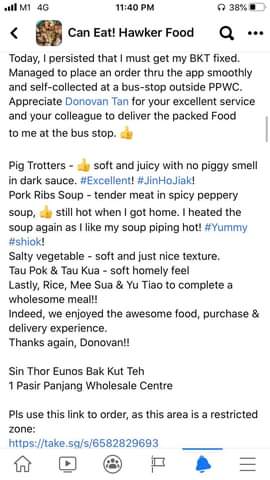 M1 4G 11:40 PM 38%
Can Eat! Hawker Food
Today, I persisted that I must get my BKT fixed.
Managed to place an order thru the app smoothly
and self-collected at a bus-stop outside PPWC.
Appreciate Donovan Tan for your excellent service
and your colleague to deliver the packed Food
to me at the bus stop. 👍
Pig Trotters - 👍 soft and juicy with no piggy smell
in dark sauce. #Excellent! #JinHoJiak!
Pork Ribs Soup - tender meat in spicy peppery
soup, 👍 still hot when I got home. I heated the
soup again as I like my soup piping hot! #Yummy
#shiok!
Salty vegetable - soft and just nice texture.
Tau Pok & Tau Kua - soft homely feel
Lastly, Rice, Mee Sua & Yu Tiao to complete a
wholesome meal!!
Indeed, we enjoyed the awesome food, purchase &
delivery experience.
Thanks again, Donovan!!
Sin Thor Eunos Bak Kut Teh
1 Pasir Panjang Wholesale Centre
Pls use this link to order, as this area is a restricted
zone:
https://take.sg/s/6582829693